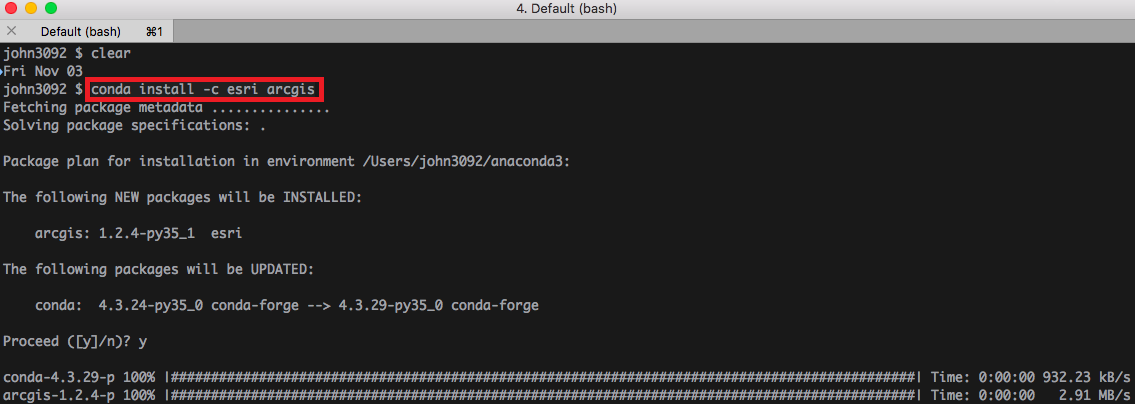 4. Default (bash)
Default (bash) ⌘1
john3092 $ clear
Fri Nov 03
john3092 $ conda install -c esri arcgis
Fetching package metadata ...............
Solving package specifications: .
Package plan for installation in environment /Users/john3092/anaconda3:
The following NEW packages will be INSTALLED:
arcgis: 1.2.4-py35_1 esri
The following packages will be UPDATED:
conda: 4.3.24-py35_0 conda-forge --> 4.3.29-py35_0 conda-forge
Proceed ([y]/n)? y
conda-4.3.29-p 100% |#############################################################################################| Time: 0:00:00 932.23 kB/s
arcgis-1.2.4-p 100% |#############################################################################################| Time: 0:00:00 2.91 MB/s